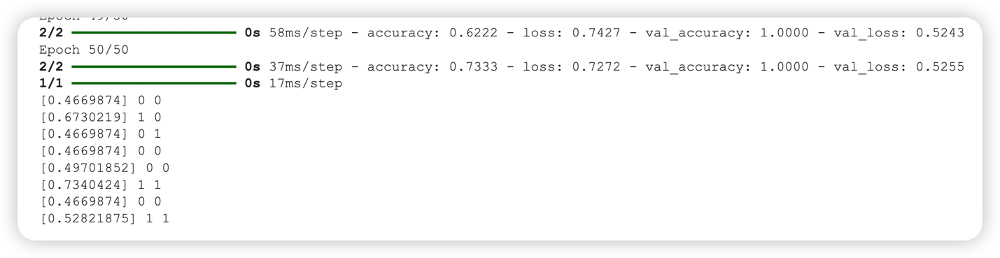 Epoch 49/50
2/2 ━━━━━━━━━━━━━━━━━━━━ 0s 58ms/step - accuracy: 0.6222 - loss: 0.7427 - val_accuracy: 1.0000 - val_loss: 0.5243
Epoch 50/50
2/2 ━━━━━━━━━━━━━━━━━━━━ 0s 37ms/step - accuracy: 0.7333 - loss: 0.7272 - val_accuracy: 1.0000 - val_loss: 0.5255
1/1 ━━━━━━━━━━━━━━━━━━━━ 0s 17ms/step
[0.4669874] 0 0
[0.6730219] 1 0
[0.4669874] 0 1
[0.4669874] 0 0
[0.49701852] 0 0
[0.7340424] 1 1
[0.4669874] 0 0
[0.52821875] 1 1